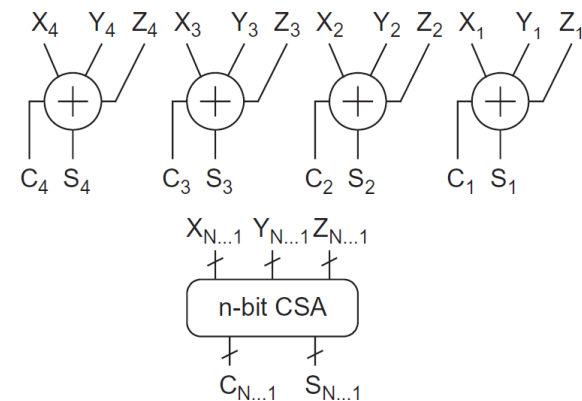 X4 Y4 Z4 X3 Y3 Z3 X2 Y2 Z2 X1 Y1 Z1
C4 S4 C3 S3 C2 S2 C1 S1
XN...1 YN...1 ZN...1
n-bit CSA
CN...1 SN...1